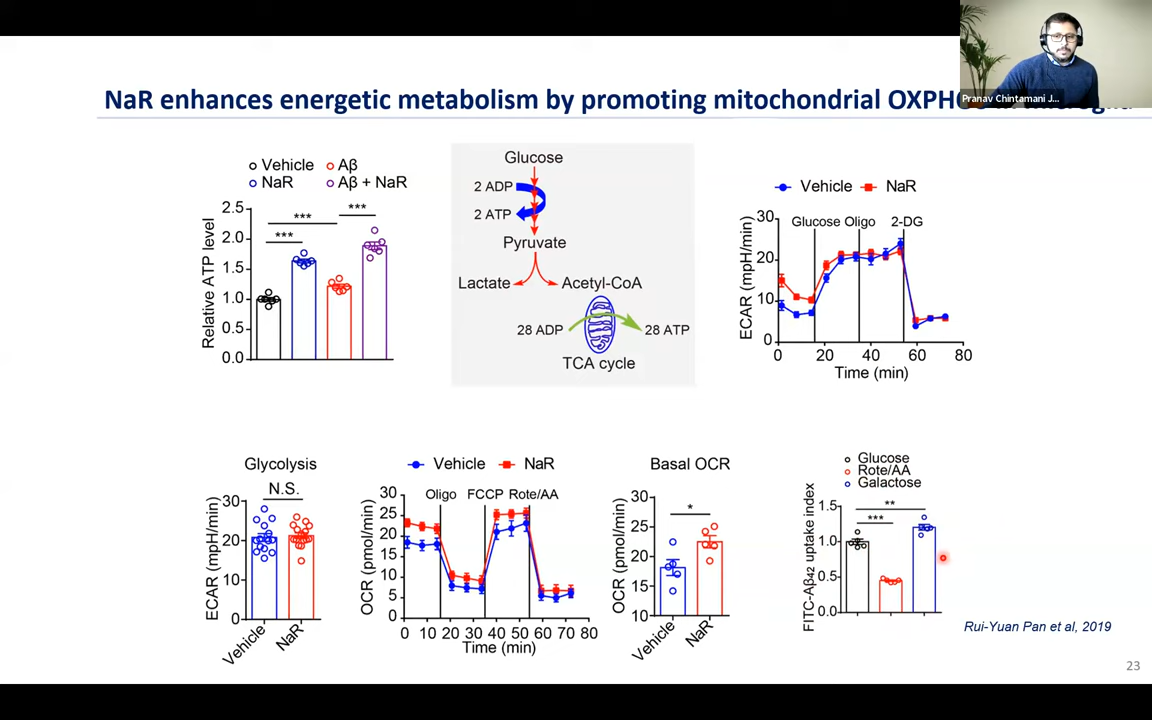 Pranav Chintamani J...
NaR enhances energetic metabolism by promoting mitochondrial
Vehicle Aβ
NaR Aβ + NaR
Relative ATP level
2.5
2.0
1.5
1.0
0.5
0.0
***
***
***
Glucose
2 ADP
2 ATP
Pyruvate
Lactate Acetyl-CoA
28 ADP 28 ATP
TCA cycle
Vehicle NaR
ECAR (mpH/min)
30
20
10
0
Glucose Oligo 2-DG
0 20 40 60 80
Time (min)
Glycolysis
N.S.
ECAR (mpH/min)
30
20
10
0
Vehicle
NaR
Vehicle NaR
OCR (pmol/min)
30
25
20
15
10
5
0
Oligo FCCP Rote/AA
0 10 20 30 40 50 60 70 80
Time (min)
Basal OCR
*
OCR (pmol/min)
30
25
20
15
10
Vehicle
NaR
Glucose
Rote/AA
Galactose
FITC-Aβ42 uptake index
1.5
1.0
0.5
0.0
**
***
Rui-Yuan Pan et al, 2019
23